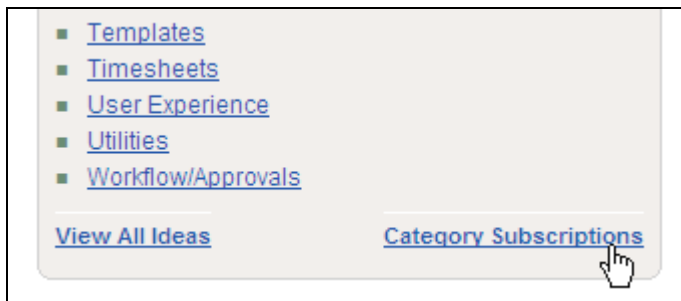 Templates
Timesheets
User Experience
Utilities
Workflow/Approvals
View All Ideas Category Subscriptions